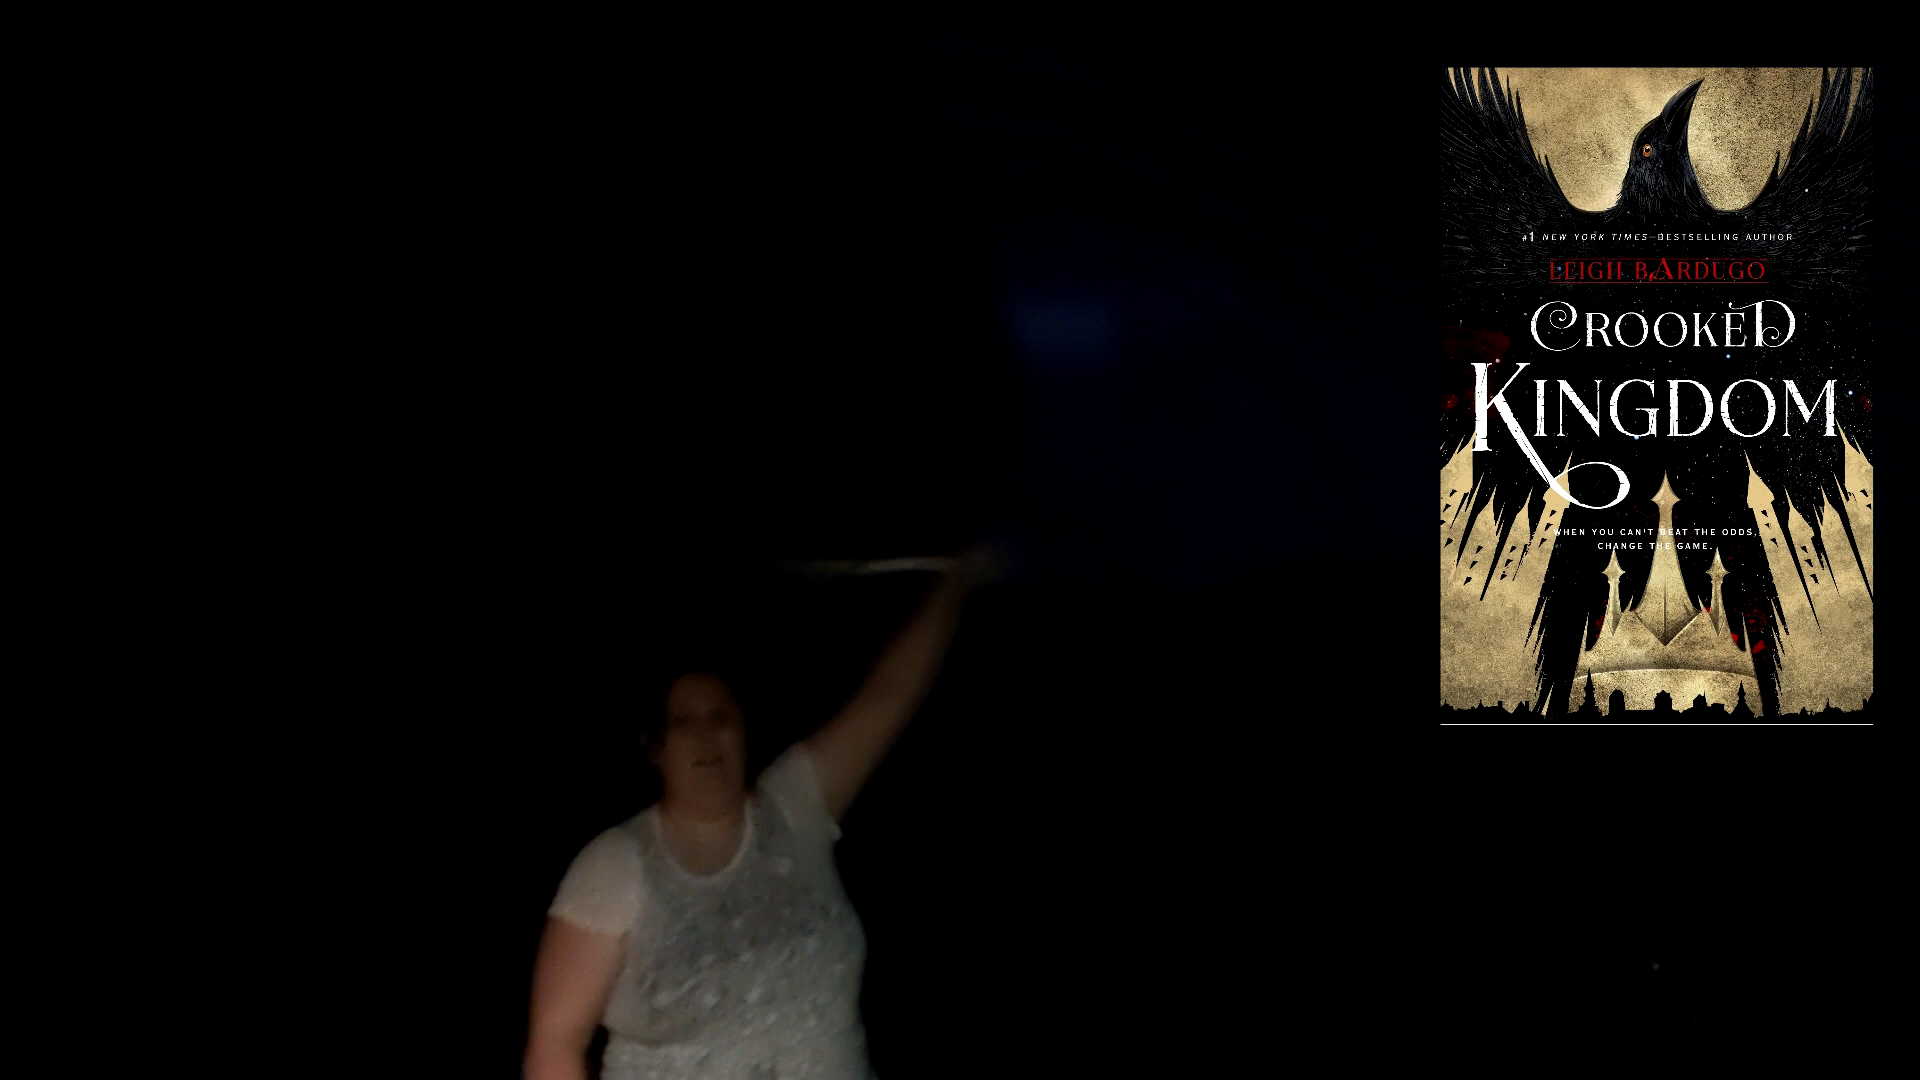 #1 NEW YORK TIMES–BESTSELLING AUTHOR
LEIGH BARDUGO
CROOKED
KINGDOM
WHEN YOU CAN'T BEAT THE ODDS,
CHANGE THE GAME.